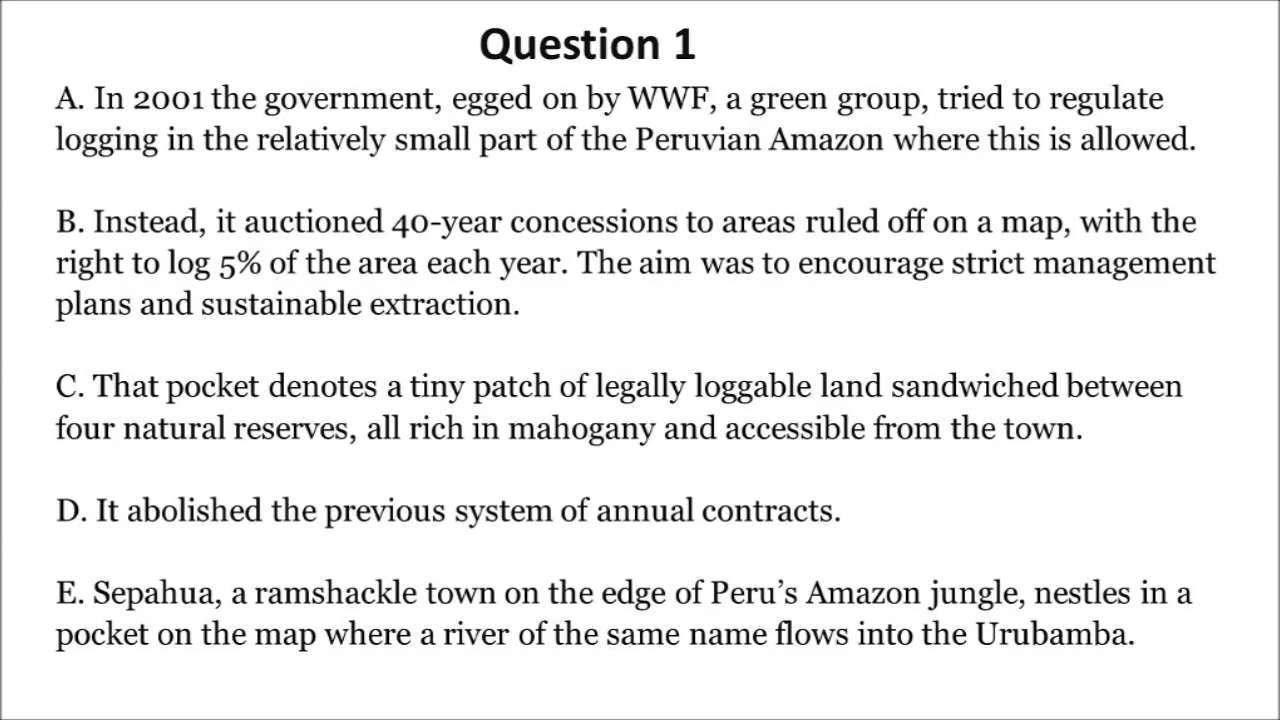 Question 1
A. In 2001 the government, egged on by WWF, a green group, tried to regulate
logging in the relatively small part of the Peruvian Amazon where this is allowed.
B. Instead, it auctioned 40-year concessions to areas ruled off on a map, with the
right to log 5% of the area each year. The aim was to encourage strict management
plans and sustainable extraction.
C. That pocket denotes a tiny patch of legally loggable land sandwiched between
four natural reserves, all rich in mahogany and accessible from the town.
D. It abolished the previous system of annual contracts.
E. Sepahua, a ramshackle town on the edge of Peru’s Amazon jungle, nestles in a
pocket on the map where a river of the same name flows into the Urubamba.